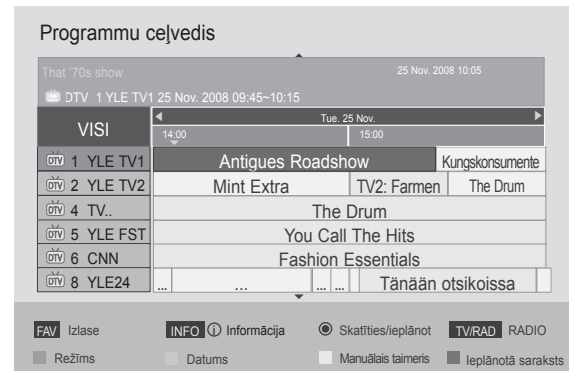 Programmu ceļvedis
That '70s show 25 Nov. 2008 10:05
DTV 1 YLE TV1 25 Nov. 2008 09:45~10:15
VISI Tue. 25 Nov.
14:00 15:00
DTV 1 YLE TV1 Antigues Roadshow Kungskonsumente
DTV 2 YLE TV2 Mint Extra TV2: Farmen The Drum
DTV 4 TV.. The Drum
DTV 5 YLE FST You Call The Hits
DTV 6 CNN Fashion Essentials
DTV 8 YLE24 ... ... ... ... Tänään otsikoissa
FAV Izlase INFO i Informācija Skatīties/ieplānot TV/RAD RADIO
Režīms Datums Manuālais taimeris Ieplānotā saraksts